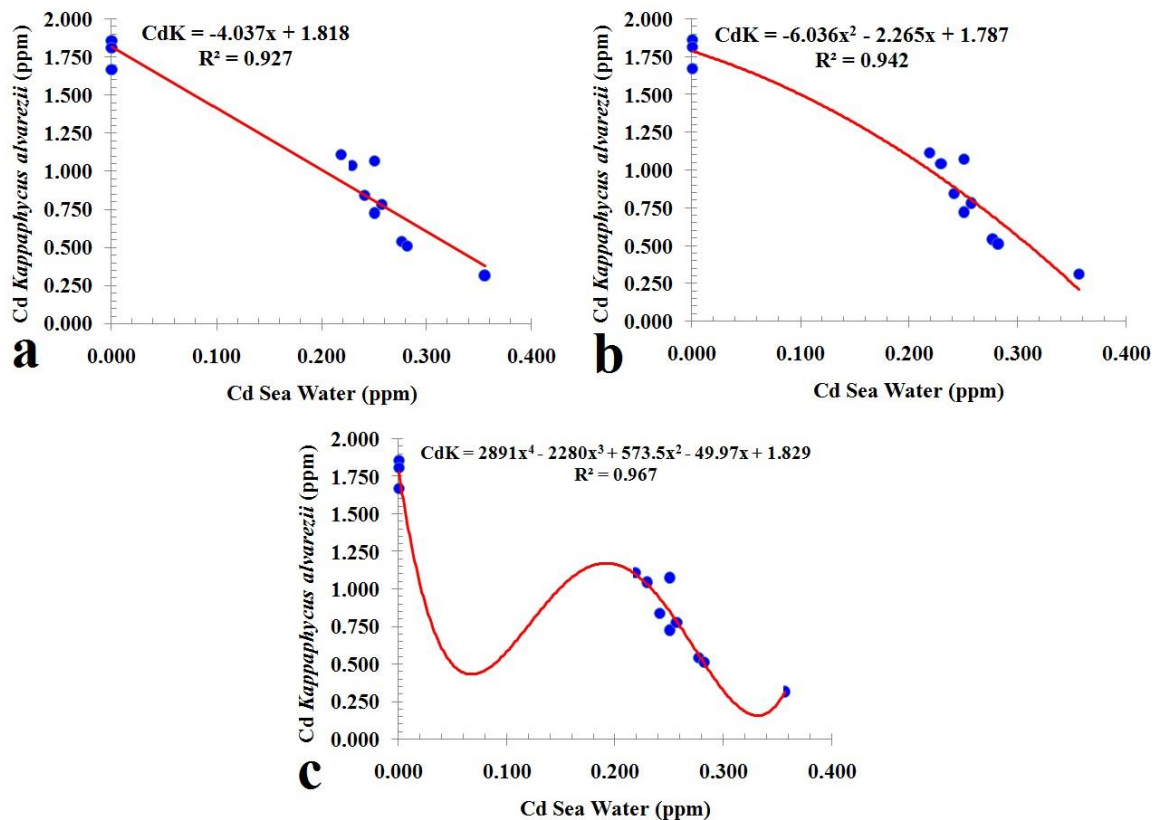 CdK = -4.037x + 1.818
R² = 0.927
Cd Kappaphycus alvarezii (ppm)
2.000
1.750
1.500
1.250
1.000
0.750
0.500
0.250
0.000
0.000 0.100 0.200 0.300 0.400
Cd Sea Water (ppm)
a
CdK = -6.036x² - 2.265x + 1.787
R² = 0.942
Cd Kappaphycus alvarezii (ppm)
2.000
1.750
1.500
1.250
1.000
0.750
0.500
0.250
0.000
0.000 0.100 0.200 0.300 0.400
Cd Sea Water (ppm)
b
CdK = 2891x⁴ - 2280x³ + 573.5x² - 49.97x + 1.829
R² = 0.967
Cd Kappaphycus alvarezii (ppm)
2.000
1.750
1.500
1.250
1.000
0.750
0.500
0.250
0.000
0.000 0.100 0.200 0.300 0.400
Cd Sea Water (ppm)
c